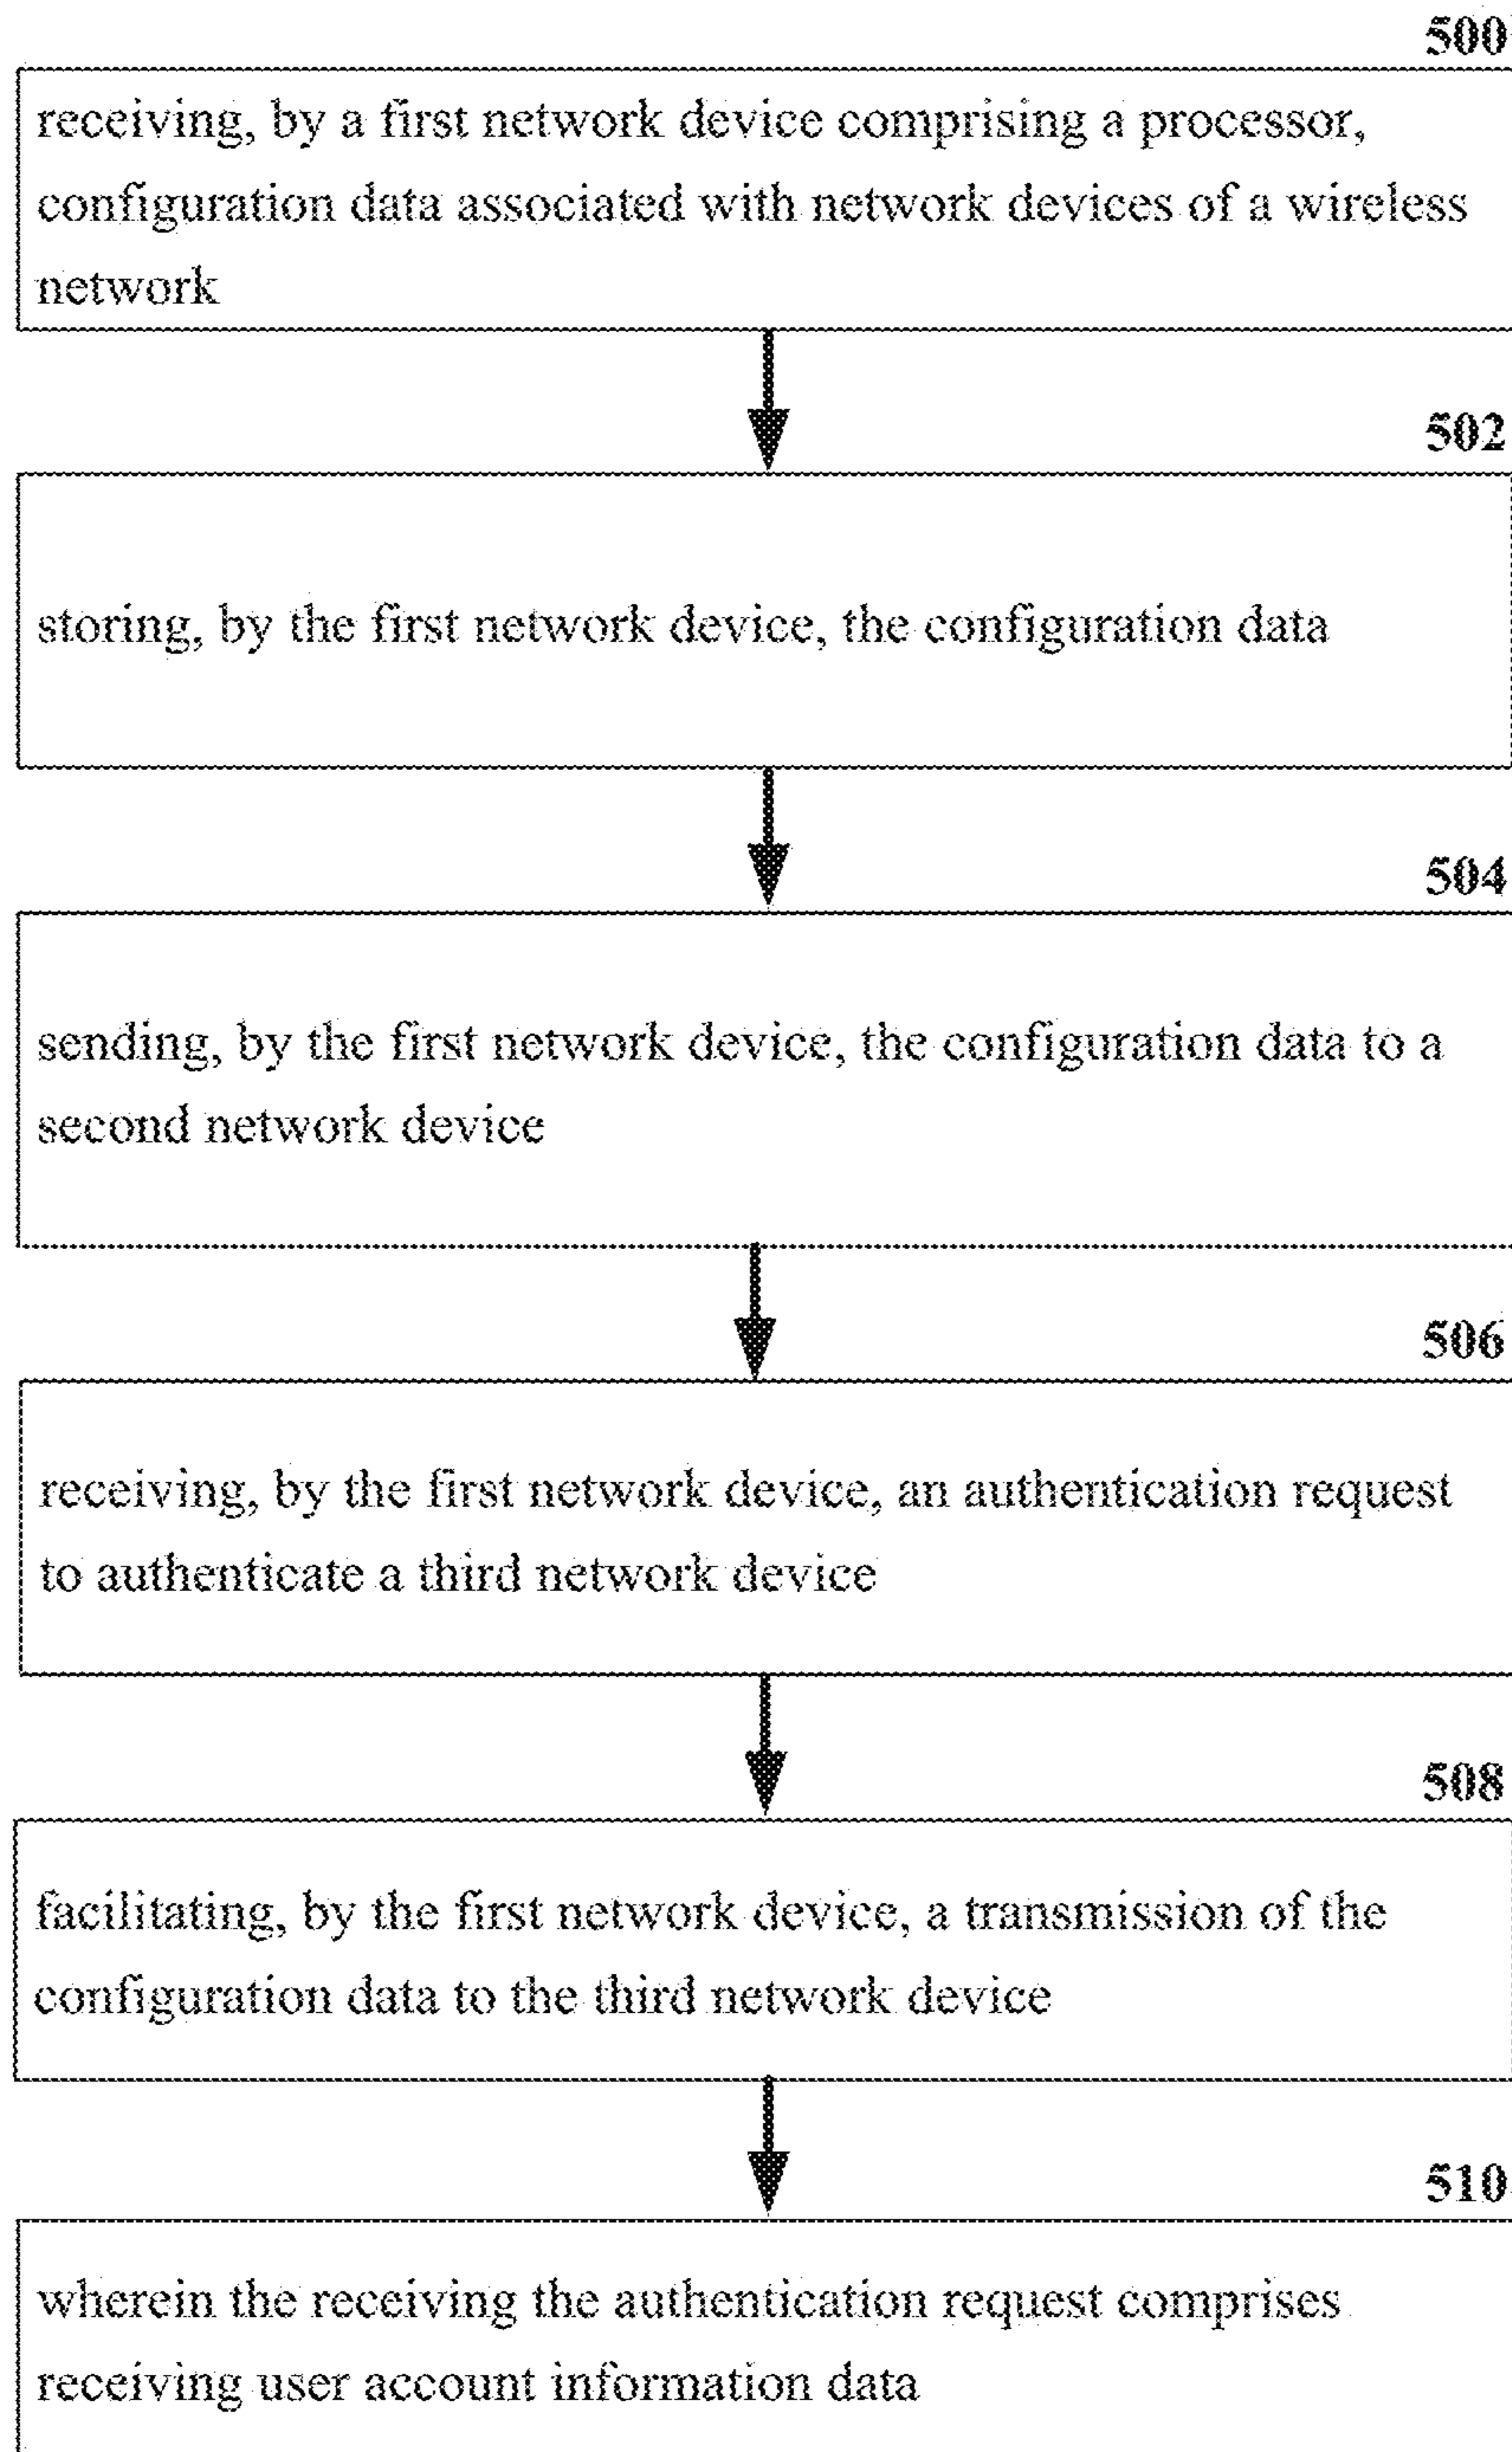 500
receiving, by a first network device comprising a processor,
configuration data associated with network devices of a wireless
network
502
storing, by the first network device, the configuration data
504
sending, by the first network device, the configuration data to a
second network device
506
receiving, by the first network device, an authentication request
to authenticate a third network device
508
facilitating, by the first network device, a transmission of the
configuration data to the third network device
510
wherein the receiving the authentication request comprises
receiving user account information data